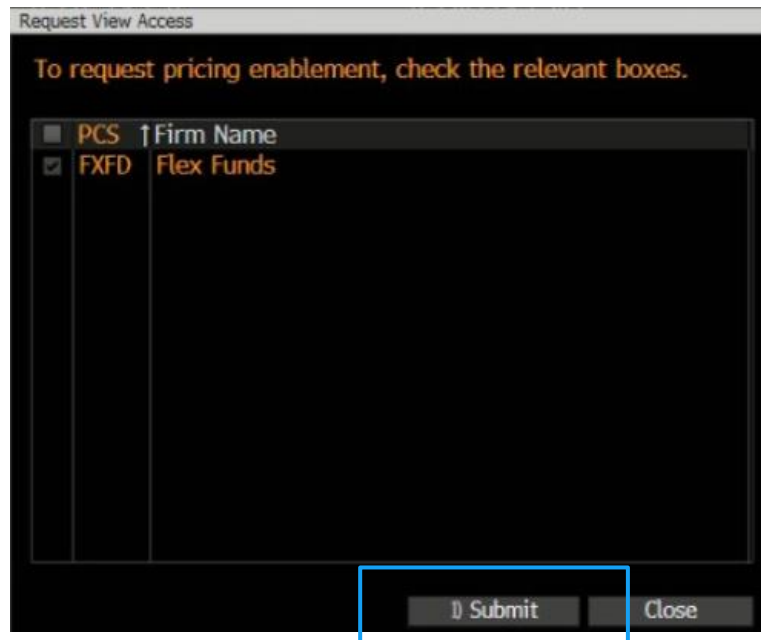 Request View Access
To request pricing enablement, check the relevant boxes.
PCS ↑Firm Name
FXFD Flex Funds
1) Submit Close